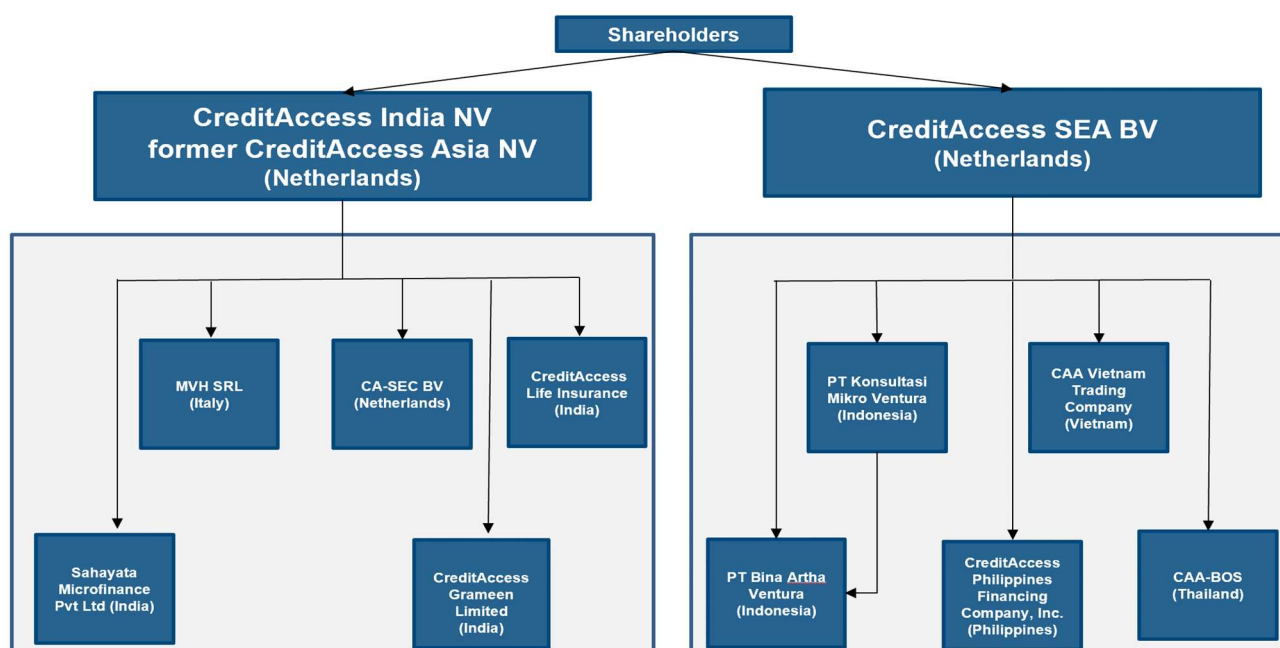 Shareholders
CreditAccess India NV
former CreditAccess Asia NV
(Netherlands)
CreditAccess SEA BV
(Netherlands)
MVH SRL
(Italy)
CA-SEC BV
(Netherlands)
CreditAccess
Life Insurance
(India)
PT Konsultasi
Mikro Ventura
(Indonesia)
CAA Vietnam
Trading
Company
(Vietnam)
Sahayata
Microfinance
Pvt Ltd (India)
CreditAccess
Grameen
Limited
(India)
PT Bina Artha
Ventura
(Indonesia)
CreditAccess
Philippines
Financing
Company, Inc.
(Philippines)
CAA-BOS
(Thailand)